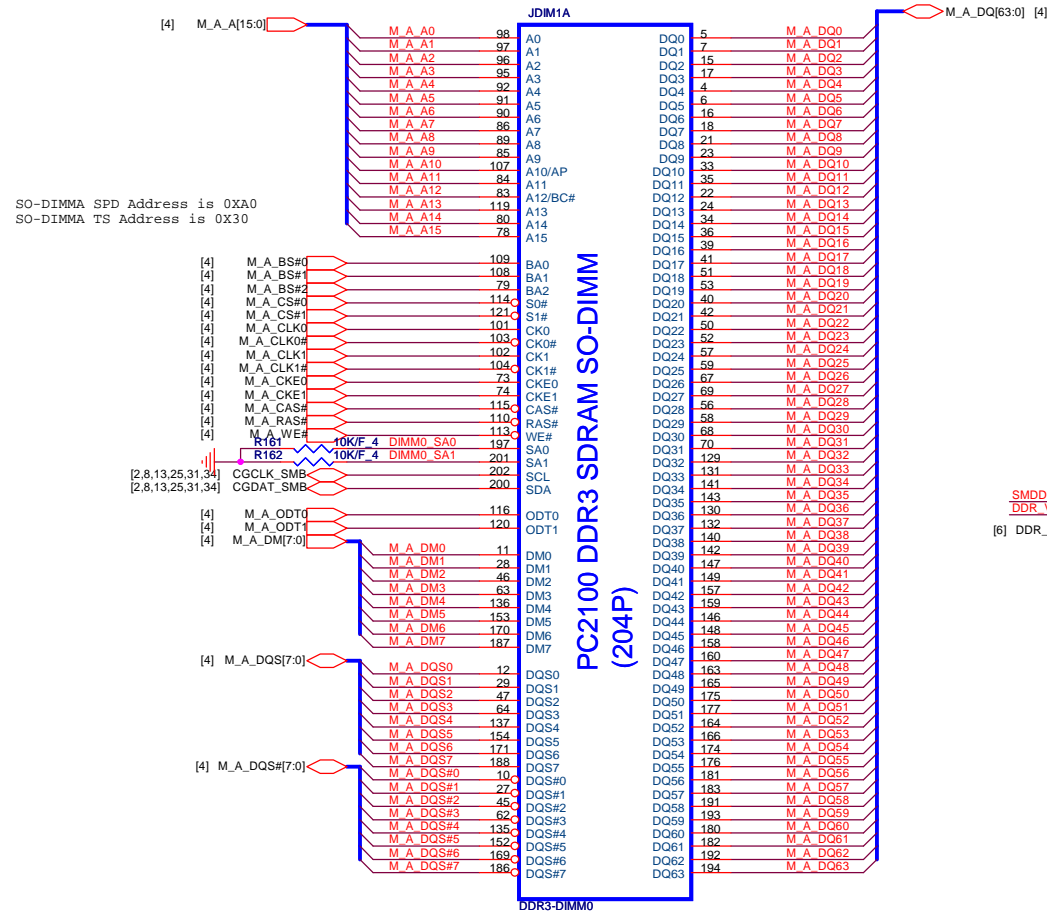 JDIM1A
[4] M_A_A[15:0]
M_A_A0 98 A0
M_A_A1 97 A1
M_A_A2 96 A2
M_A_A3 95 A3
M_A_A4 92 A4
M_A_A5 91 A5
M_A_A6 90 A6
M_A_A7 86 A7
M_A_A8 89 A8
M_A_A9 85 A9
M_A_A10 107 A10/AP
M_A_A11 84 A11
M_A_A12 83 A12/BC#
M_A_A13 119 A13
M_A_A14 80 A14
M_A_A15 78 A15
SO-DIMMA SPD Address is 0XA0
SO-DIMMA TS Address is 0X30
[4] M_A_BS#0 109 BA0
[4] M_A_BS#1 108 BA1
[4] M_A_BS#2 79 BA2
[4] M_A_CS#0 114 S0#
[4] M_A_CS#1 121 S1#
[4] M_A_CLK0 101 CK0
[4] M_A_CLK0# 103 CK0#
[4] M_A_CLK1 102 CK1
[4] M_A_CLK1# 104 CK1#
[4] M_A_CKE0 73 CKE0
[4] M_A_CKE1 74 CKE1
[4] M_A_CAS# 115 CAS#
[4] M_A_RAS# 110 RAS#
[4] M_A_WE# 113 WE#
R161 10K/F_4 DIMM0_SA0 197 SA0
R162 10K/F_4 DIMM0_SA1 201 SA1
[2,8,13,25,31,34] CGCLK_SMB 202 SCL
[2,8,13,25,31,34] CGDAT_SMB 200 SDA
[4] M_A_ODT0 116 ODT0
[4] M_A_ODT1 120 ODT1
[4] M_A_DM[7:0]
M_A_DM0 11 DM0
M_A_DM1 28 DM1
M_A_DM2 46 DM2
M_A_DM3 63 DM3
M_A_DM4 136 DM4
M_A_DM5 153 DM5
M_A_DM6 170 DM6
M_A_DM7 187 DM7
[4] M_A_DQS[7:0]
M_A_DQS0 12 DQS0
M_A_DQS1 29 DQS1
M_A_DQS2 47 DQS2
M_A_DQS3 64 DQS3
M_A_DQS4 137 DQS4
M_A_DQS5 154 DQS5
M_A_DQS6 171 DQS6
M_A_DQS7 188 DQS7
[4] M_A_DQS#[7:0]
M_A_DQS#0 10 DQS#0
M_A_DQS#1 27 DQS#1
M_A_DQS#2 45 DQS#2
M_A_DQS#3 62 DQS#3
M_A_DQS#4 135 DQS#4
M_A_DQS#5 152 DQS#5
M_A_DQS#6 169 DQS#6
M_A_DQS#7 186 DQS#7
PC2100 DDR3 SDRAM SO-DIMM
(204P)
M_A_DQ[63:0] [4]
DQ0 5 M_A_DQ0
DQ1 7 M_A_DQ1
DQ2 15 M_A_DQ2
DQ3 17 M_A_DQ3
DQ4 4 M_A_DQ4
DQ5 6 M_A_DQ5
DQ6 16 M_A_DQ6
DQ7 18 M_A_DQ7
DQ8 21 M_A_DQ8
DQ9 23 M_A_DQ9
DQ10 33 M_A_DQ10
DQ11 35 M_A_DQ11
DQ12 22 M_A_DQ12
DQ13 24 M_A_DQ13
DQ14 34 M_A_DQ14
DQ15 36 M_A_DQ15
DQ16 39 M_A_DQ16
DQ17 41 M_A_DQ17
DQ18 51 M_A_DQ18
DQ19 53 M_A_DQ19
DQ20 40 M_A_DQ20
DQ21 42 M_A_DQ21
DQ22 50 M_A_DQ22
DQ23 52 M_A_DQ23
DQ24 57 M_A_DQ24
DQ25 59 M_A_DQ25
DQ26 67 M_A_DQ26
DQ27 69 M_A_DQ27
DQ28 56 M_A_DQ28
DQ29 58 M_A_DQ29
DQ30 68 M_A_DQ30
DQ31 70 M_A_DQ31
DQ32 129 M_A_DQ32
DQ33 131 M_A_DQ33
DQ34 141 M_A_DQ34
DQ35 143 M_A_DQ35
DQ36 130 M_A_DQ36
DQ37 132 M_A_DQ37
DQ38 140 M_A_DQ38
DQ39 142 M_A_DQ39
DQ40 147 M_A_DQ40
DQ41 149 M_A_DQ41
DQ42 157 M_A_DQ42
DQ43 159 M_A_DQ43
DQ44 146 M_A_DQ44
DQ45 148 M_A_DQ45
DQ46 158 M_A_DQ46
DQ47 160 M_A_DQ47
DQ48 163 M_A_DQ48
DQ49 165 M_A_DQ49
DQ50 175 M_A_DQ50
DQ51 177 M_A_DQ51
DQ52 164 M_A_DQ52
DQ53 166 M_A_DQ53
DQ54 174 M_A_DQ54
DQ55 176 M_A_DQ55
DQ56 181 M_A_DQ56
DQ57 183 M_A_DQ57
DQ58 191 M_A_DQ58
DQ59 193 M_A_DQ59
DQ60 180 M_A_DQ60
DQ61 182 M_A_DQ61
DQ62 192 M_A_DQ62
DQ63 194 M_A_DQ63
SMDD
[6] DDR_
DDR3-DIMM0